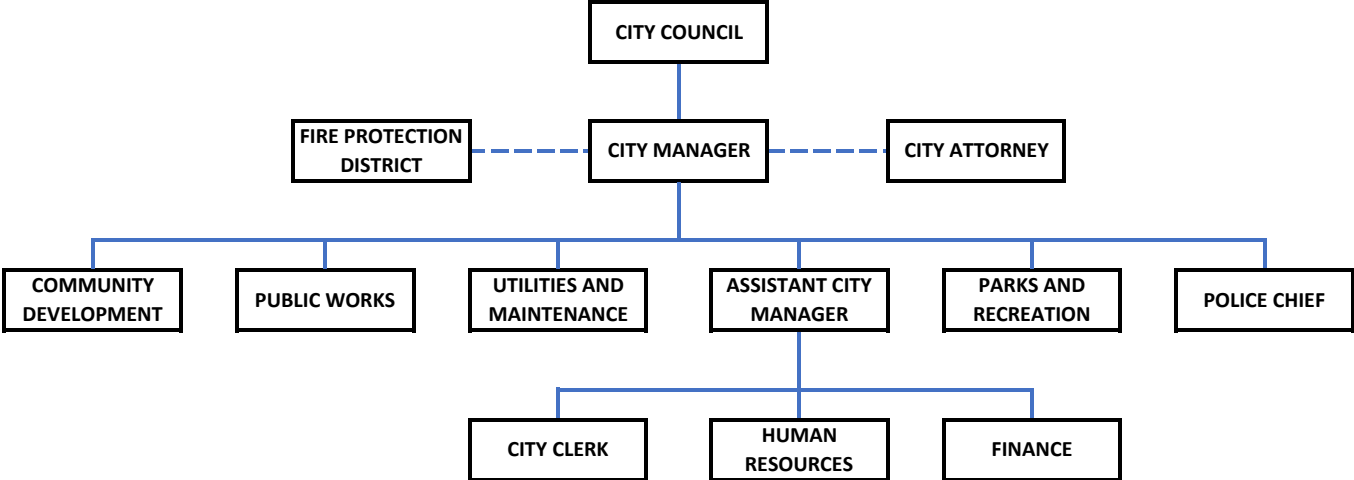 CITY COUNCIL
FIRE PROTECTION
DISTRICT
CITY MANAGER
CITY ATTORNEY
COMMUNITY
DEVELOPMENT
PUBLIC WORKS
UTILITIES AND
MAINTENANCE
ASSISTANT CITY
MANAGER
PARKS AND
RECREATION
POLICE CHIEF
CITY CLERK
HUMAN
RESOURCES
FINANCE